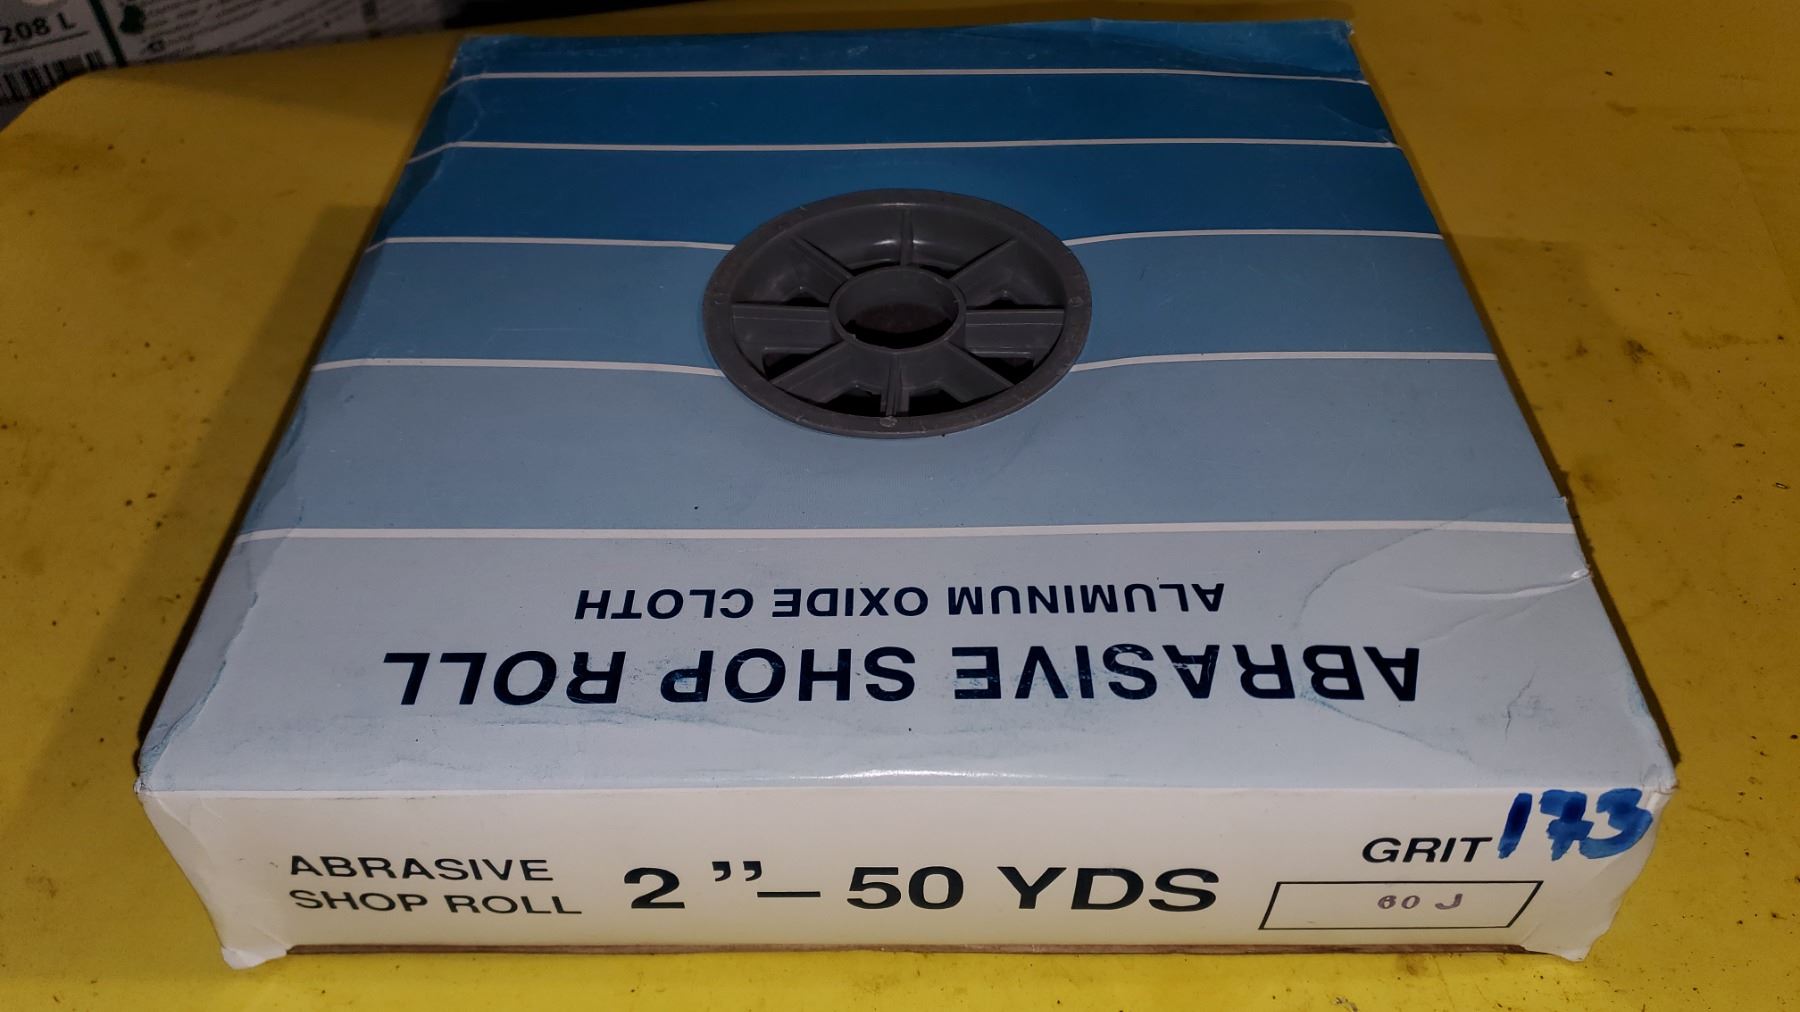 208 L
ALUMINUM OXIDE CLOTH
ABRASIVE SHOP ROLL
ABRASIVE
SHOP ROLL
2”– 50 YDS
GRIT
173
60 J